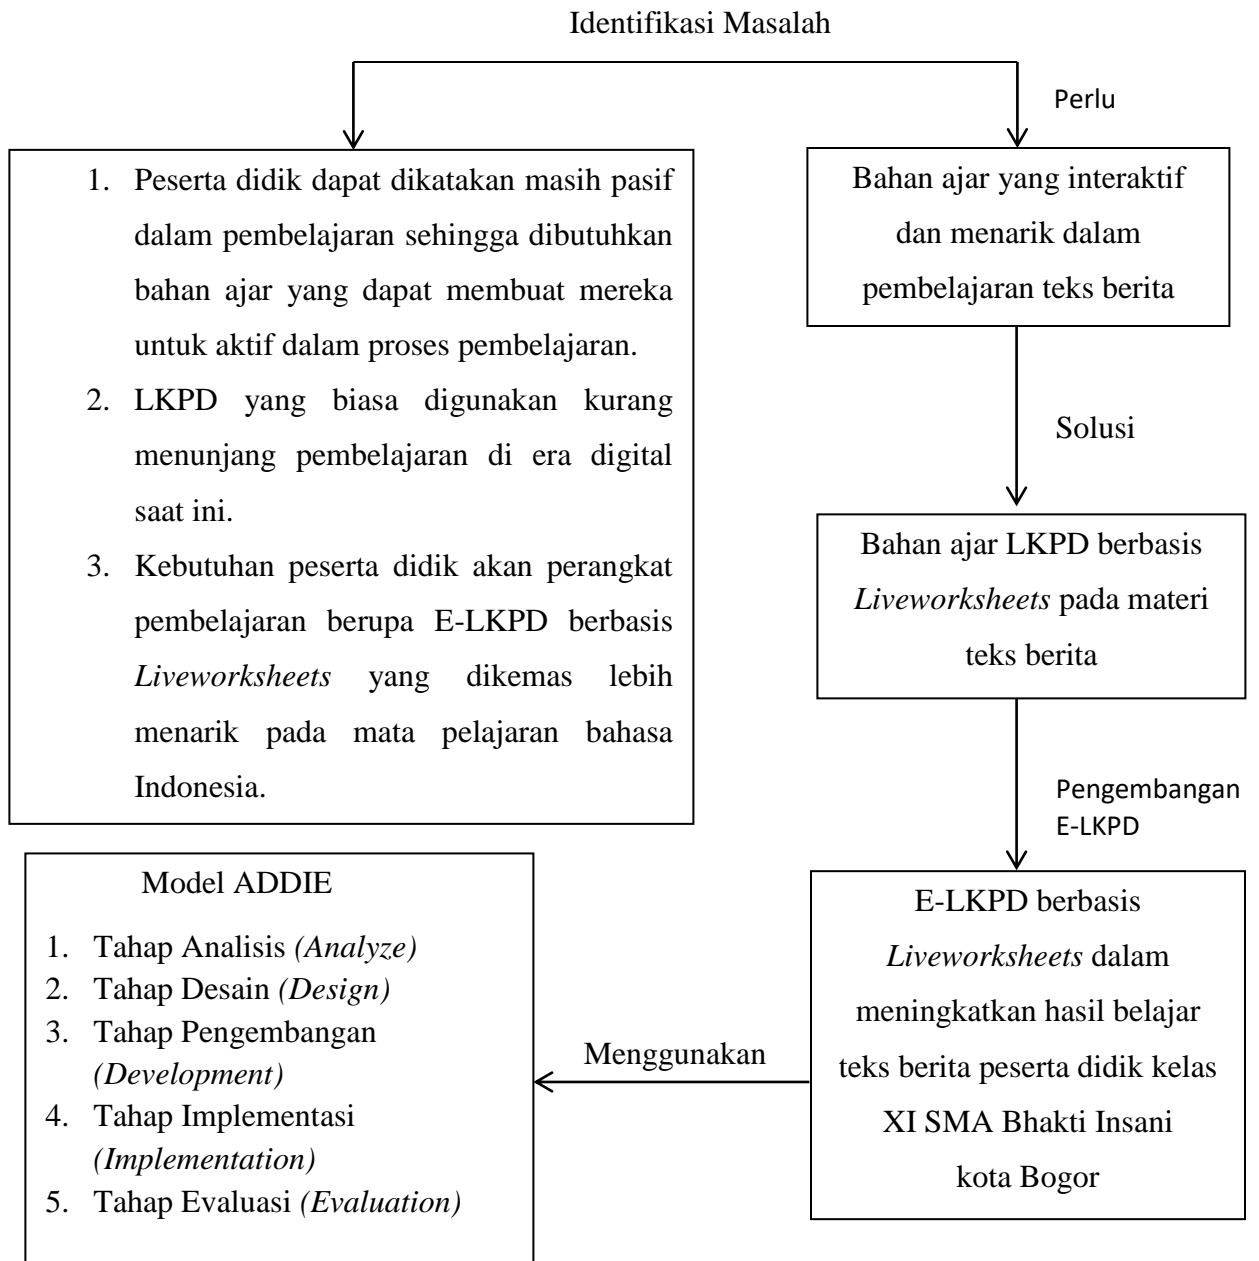 Identifikasi Masalah
Perlu
1. Peserta didik dapat dikatakan masih pasif
dalam pembelajaran sehingga dibutuhkan
bahan ajar yang dapat membuat mereka
untuk aktif dalam proses pembelajaran.
2. LKPD yang biasa digunakan kurang
menunjang pembelajaran di era digital
saat ini.
3. Kebutuhan peserta didik akan perangkat
pembelajaran berupa E-LKPD berbasis
Liveworksheets yang dikemas lebih
menarik pada mata pelajaran bahasa
Indonesia.
Bahan ajar yang interaktif
dan menarik dalam
pembelajaran teks berita
Solusi
Bahan ajar LKPD berbasis
Liveworksheets pada materi
teks berita
Pengembangan
E-LKPD
E-LKPD berbasis
Liveworksheets dalam
meningkatkan hasil belajar
teks berita peserta didik kelas
XI SMA Bhakti Insani
kota Bogor
Menggunakan
Model ADDIE
1. Tahap Analisis (Analyze)
2. Tahap Desain (Design)
3. Tahap Pengembangan
(Development)
4. Tahap Implementasi
(Implementation)
5. Tahap Evaluasi (Evaluation)